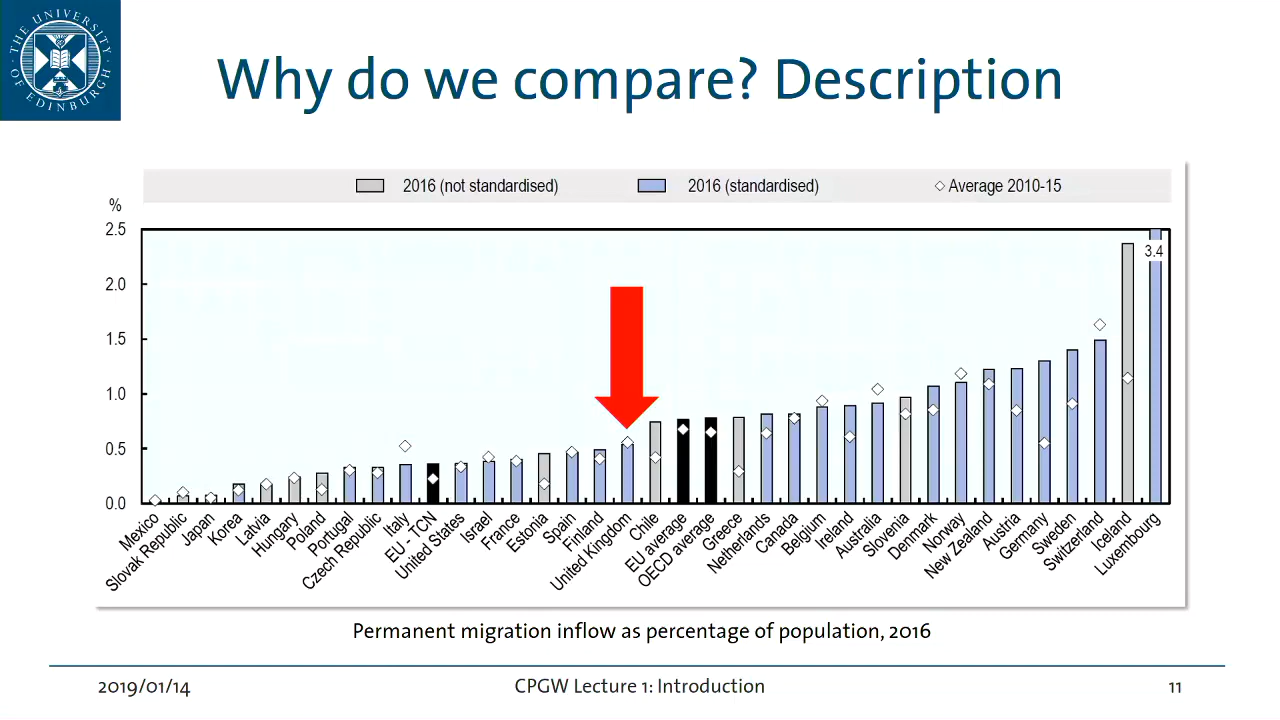 THE UNIVERSITY OF EDINBURGH
Why do we compare? Description
2016 (not standardised) 2016 (standardised) Average 2010-15
%
2.5
2.0
1.5
1.0
0.5
0.0
3.4
Mexico
Slovak Republic
Japan
Korea
Latvia
Hungary
Poland
Portugal
Czech Republic
Italy
EU - TCN
United States
Israel
France
Estonia
Spain
Finland
United Kingdom
Chile
EU average
OECD average
Greece
Netherlands
Canada
Belgium
Ireland
Australia
Slovenia
Denmark
Norway
New Zealand
Austria
Germany
Sweden
Switzerland
Iceland
Luxembourg
Permanent migration inflow as percentage of population, 2016
2019/01/14 CPGW Lecture 1: Introduction 11